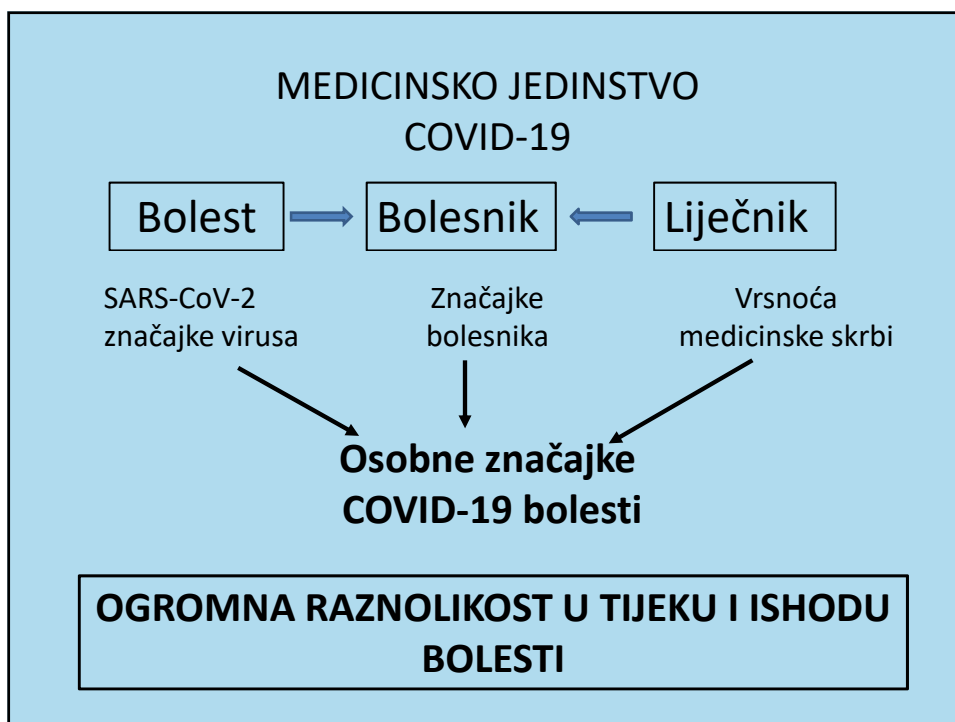 MEDICINSKO JEDINSTVO
COVID-19
Bolest
Bolesnik
Liječnik
SARS-CoV-2
značajke virusa
Značajke
bolesnika
Vrsnoća
medicinske skrbi
Osobne značajke
COVID-19 bolesti
OGROMNA RAZNOLIKOST U TIJEKU I ISHODU
BOLESTI